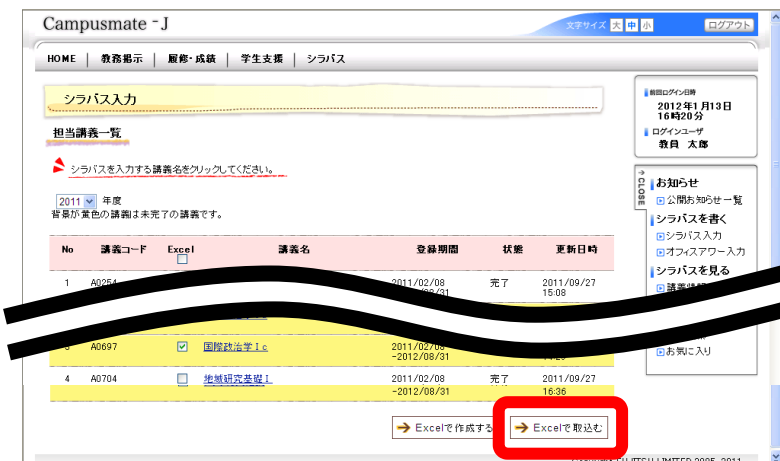 Campusmate -J
文字サイズ 大 中 小 ログアウト
HOME | 教務掲示 | 履修・成績 | 学生支援 | シラバス
シラバス入力
担当講義一覧
シラバスを入力する講義名をクリックしてください。
2011 年度
背景が黄色の講義は未完了の講義です。
No 講義コード Excel 講義名 登録期間 状態 更新日時
1 A0254 2011/02/08 完了 2011/09/27
15:08
A0697 国際政治学Ⅰc 2011/02/08
-2012/08/31
4 A0704 地域研究基礎Ⅰ 2011/02/08 完了 2011/09/27
-2012/08/31 16:36
Excelで作成する Excelで取込む
前回ログイン日時
2012年1月13日
16時20分
ログインユーザ
教員 太郎
CLOSE
お知らせ
公開お知らせ一覧
シラバスを書く
シラバス入力
オフィスアワー入力
シラバスを見る
お気に入り